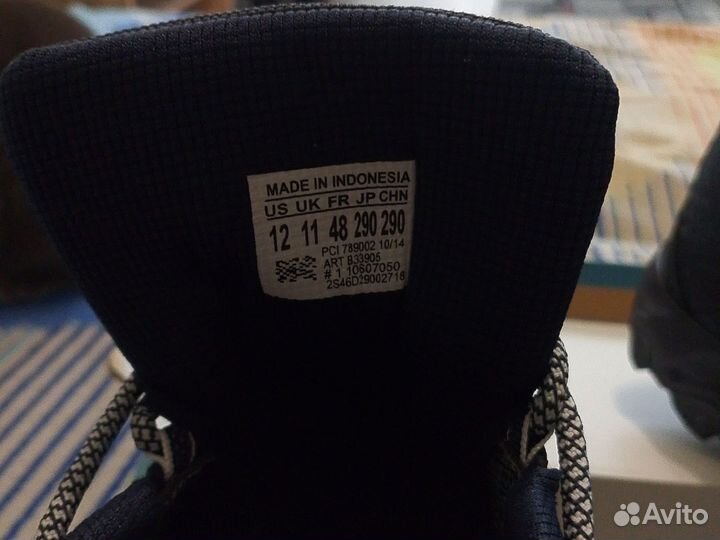 MADE IN INDONESIA
US UK FR JP CHN
12 11 48 290 290
PCI 789002 10/14
ART B33905
# 1 10607050
2S46D29002718
Avito